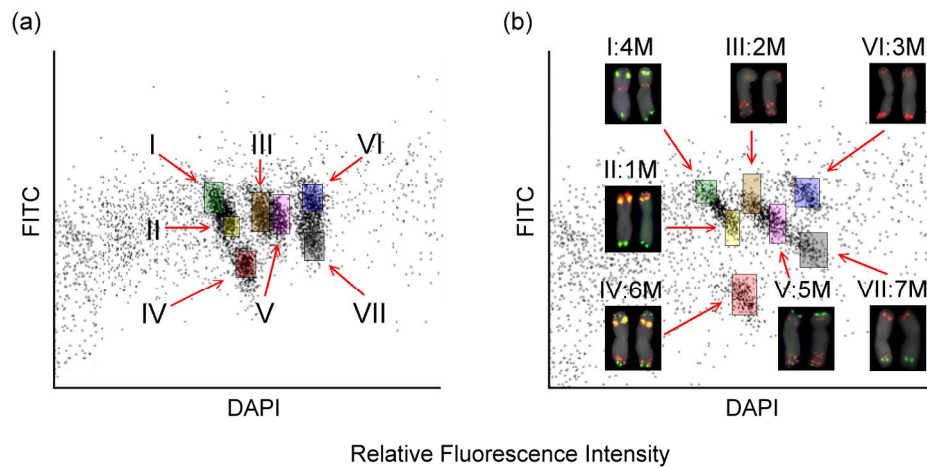 (a)
(b)
I:4M
III:2M
VI:3M
I
III
VI
II:1M
II
FITC
FITC
IV:6M
V:5M
VII:7M
IV
V
VII
DAPI
DAPI
Relative Fluorescence Intensity